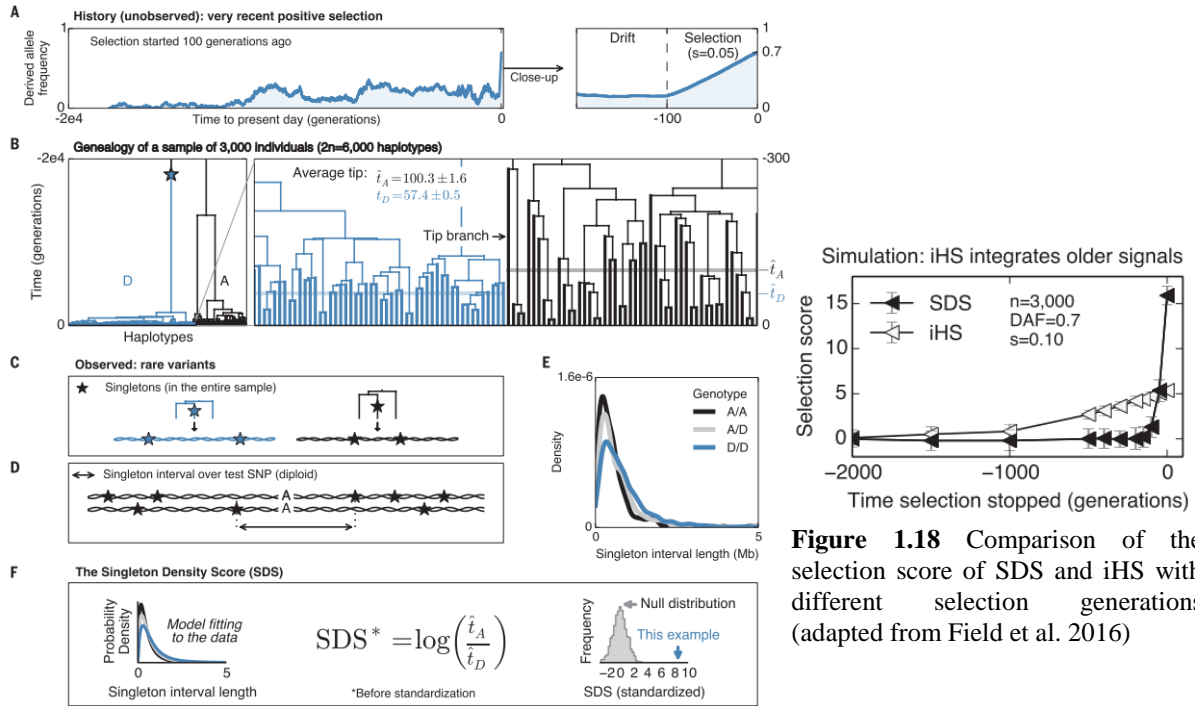 A History (unobserved): very recent positive selection
Derived allele
frequency
1
0
Selection started 100 generations ago
-2e4
Time to present day (generations)
0
Close-up
Drift
Selection
(s=0.05)
1
0.7
0
-100
0
B Genealogy of a sample of 3,000 individuals (2n=6,000 haplotypes)
Time (generations)
-2e4
0
D
A
Haplotypes
Average tip: t̂_A=100.3±1.6
t_D=57.4±0.5
Tip branch
-300
t̂_A
t̂_D
0
C Observed: rare variants
Singletons (in the entire sample)
D
Singleton interval over test SNP (diploid)
A
A
E
1.6e-6
Density
0
Genotype
A/A
A/D
D/D
0
5
Singleton interval length (Mb)
F The Singleton Density Score (SDS)
Probability
Density
Model fitting
to the data
0
5
Singleton interval length
SDS* = log(t̂_A/t̂_D)
*Before standardization
Frequency
Null distribution
This example
-2 0 2 4 6 8 10
SDS (standardized)
Simulation: iHS integrates older signals
Selection score
15
10
5
0
SDS
iHS
n=3,000
DAF=0.7
s=0.10
−2000
−1000
0
Time selection stopped (generations)
Figure 1.18 Comparison of the
selection score of SDS and iHS with
different selection generations
(adapted from Field et al. 2016)